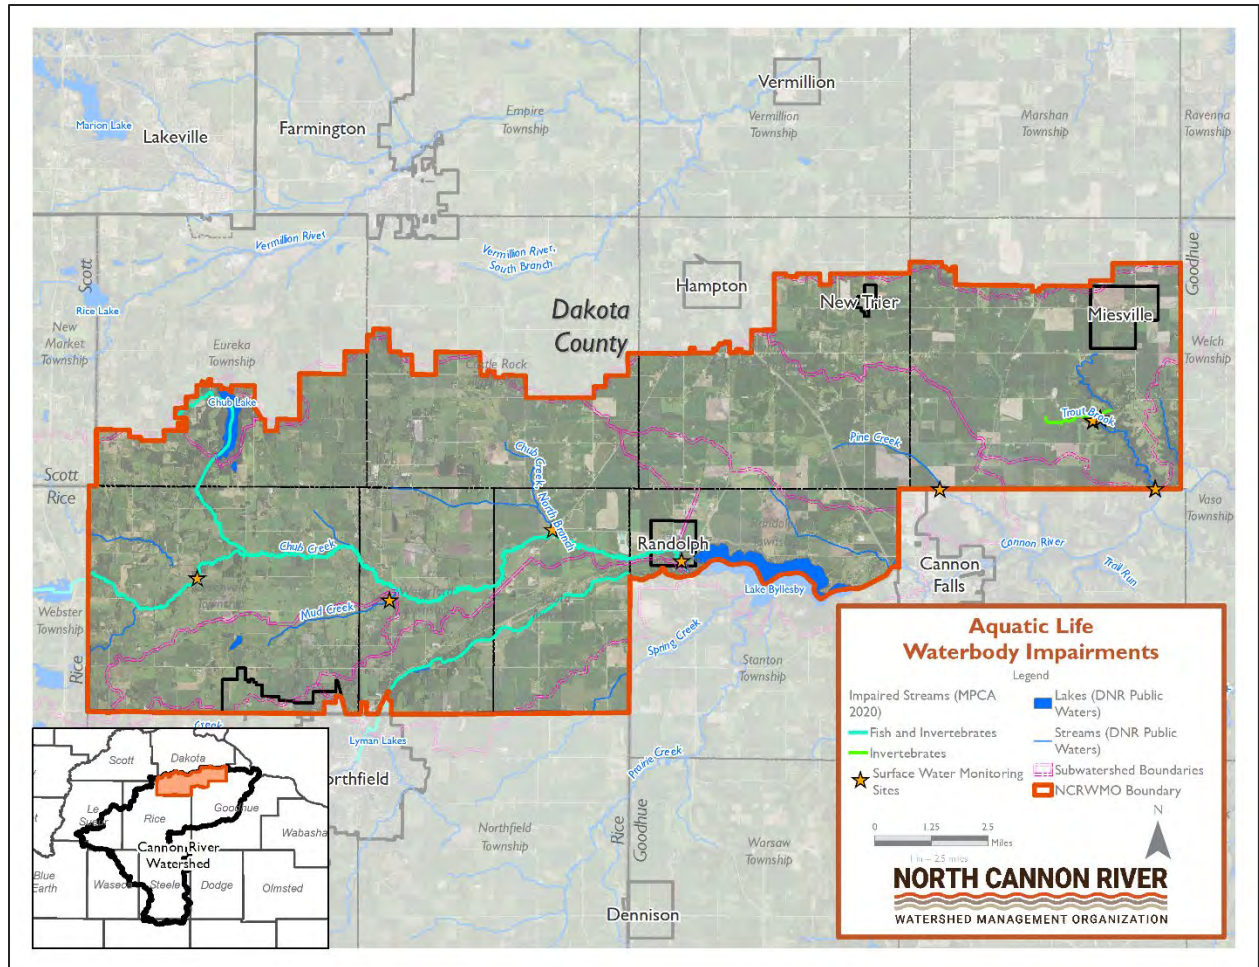 Vermillion
Marion Lake
Lakeville
Farmington
Empire
Township
Vermillion
Township
Marshan
Township
Ravenna
Township
Vermillion River
Vermillion River,
South Branch
Scott
Goodhue
Rice Lake
Hampton
New Trier
Miesville
New
Market
Township
Eureka
Township
Dakota
County
Castle Rock
Welch
Township
Chub Lake
Trout Brook
Pine Creek
Chub Creek, North Branch
Scott
Rice
Vasa
Township
Chub Creek
Randolph
Cannon River
Trail Run
Cannon
Falls
Lake Byllesby
Webster
Township
Mud Creek
Spring Creek
Stanton
Township
Rice
Creek
Lyman Lakes
orthfield
Prairie Creek
Northfield
Township
Rice
Goodhue
Warsaw
Township
Dennison
Aquatic Life
Waterbody Impairments
Legend
Impaired Streams (MPCA
2020)
Fish and Invertebrates
Invertebrates
Surface Water Monitoring
Sites
Lakes (DNR Public
Waters)
Streams (DNR Public
Waters)
Subwatershed Boundaries
NCRWMO Boundary
N
0 1.25 2.5
Miles
1 in = 2.5 miles
NORTH CANNON RIVER
WATERSHED MANAGEMENT ORGANIZATION
Scott
Dakota
Le
Sueur
Rice
Goodhue
Wabasha
Cannon River
Watershed
Blue
Earth
Waseca
Steele
Dodge
Olmsted